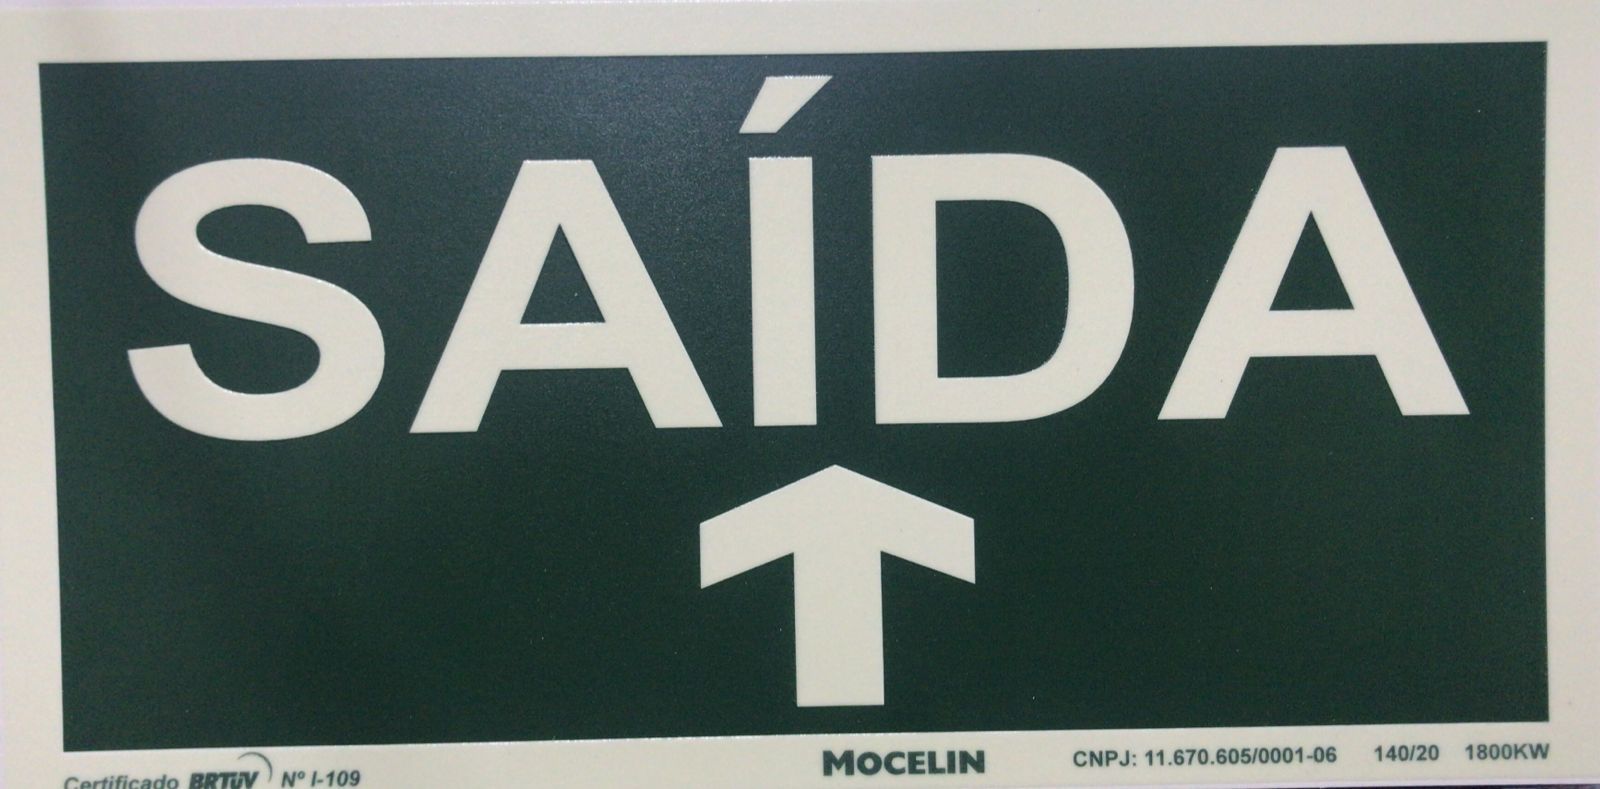 SAÍDA
Certificado BRTüV Nº I-109 MOCELIN CNPJ: 11.670.605/0001-06 140/20 1800KW